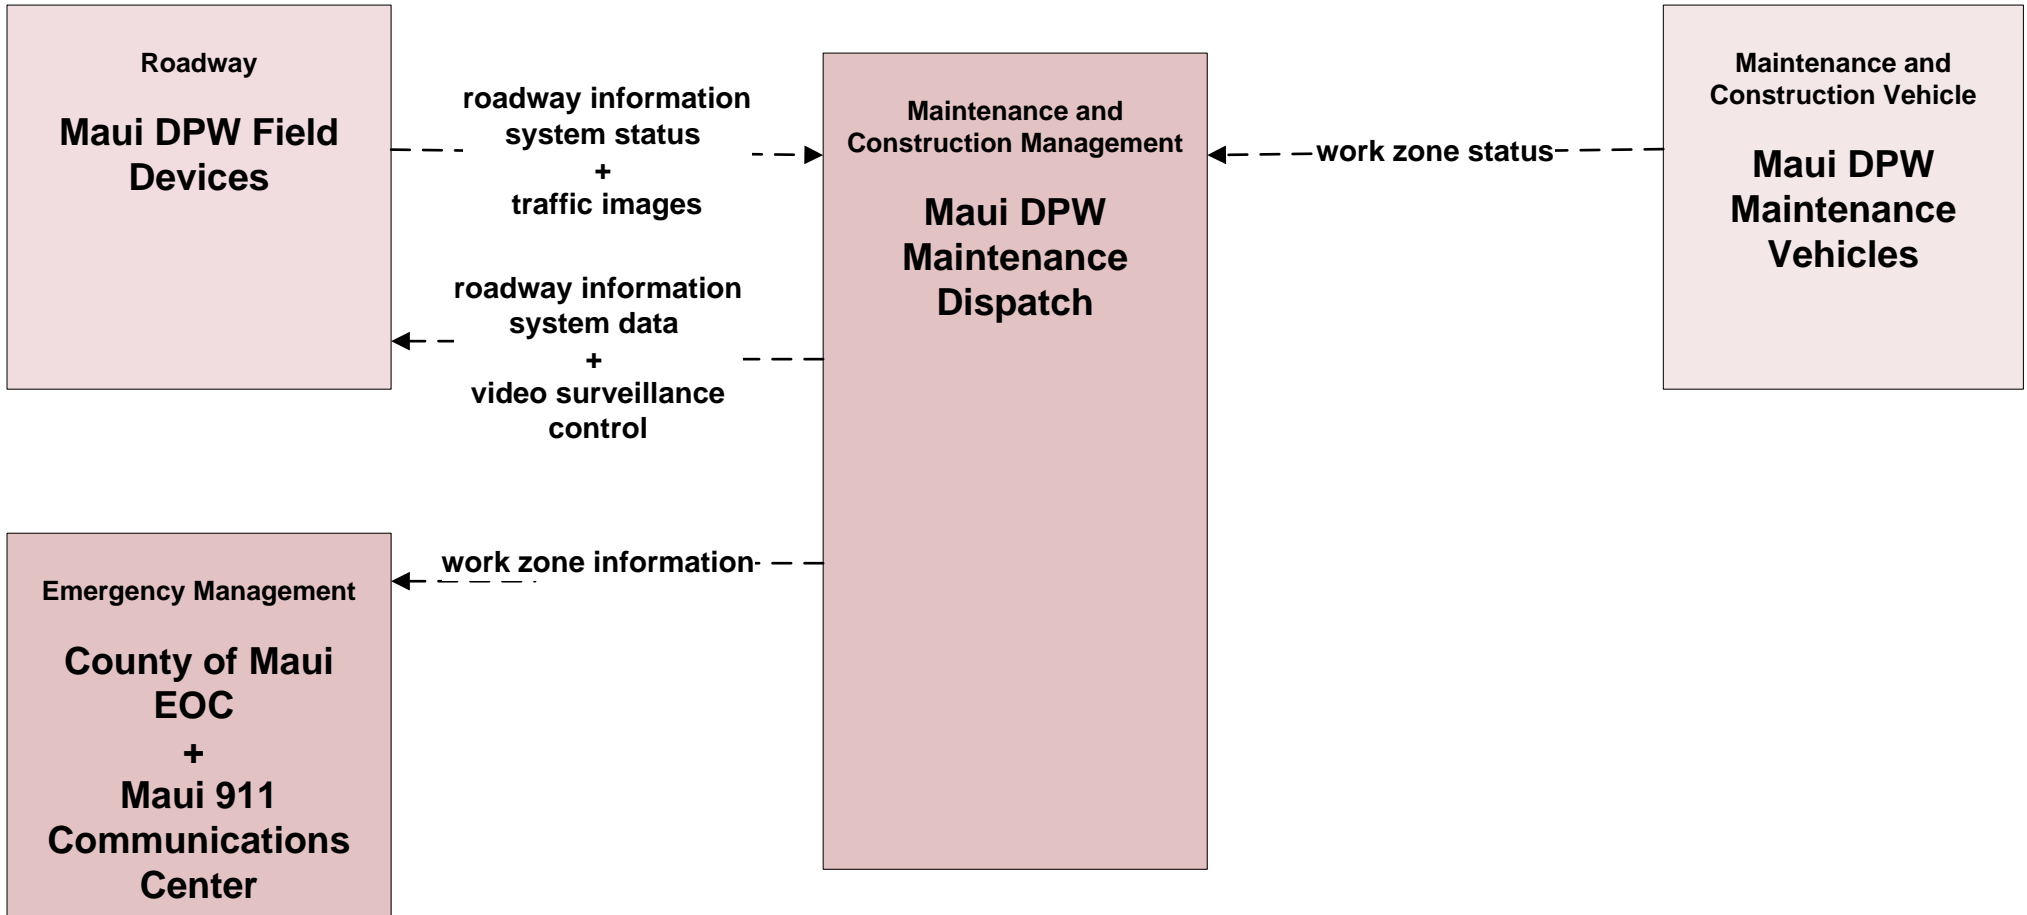 Roadway
Maui DPW Field
Devices
roadway information
system status
+
traffic images
roadway information
system data
+
video surveillance
control
Maintenance and
Construction Management
Maui DPW
Maintenance
Dispatch
work zone status
Maintenance and
Construction Vehicle
Maui DPW
Maintenance
Vehicles
Emergency Management
County of Maui
EOC
+
Maui 911
Communications
Center
work zone information